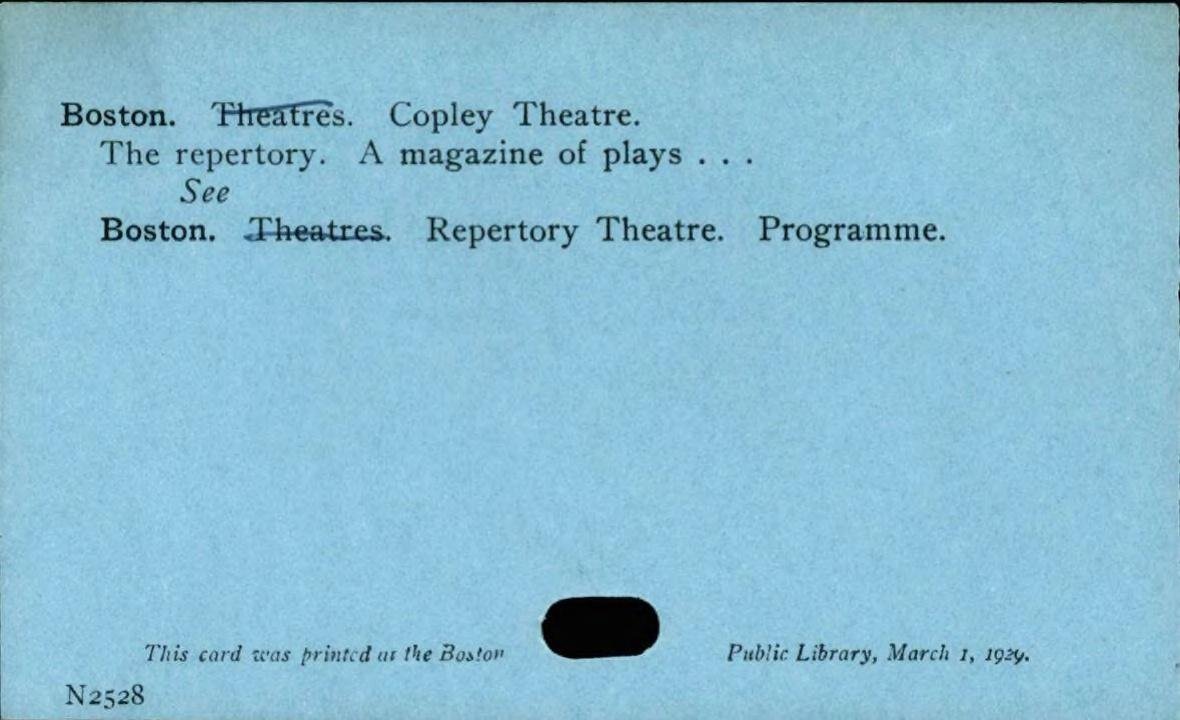 Boston. Theatres. Copley Theatre.
The repertory. A magazine of plays . . .
See
Boston. Theatres. Repertory Theatre. Programme.
This card was printed at the Boston Public Library, March 1, 1929.
N2528